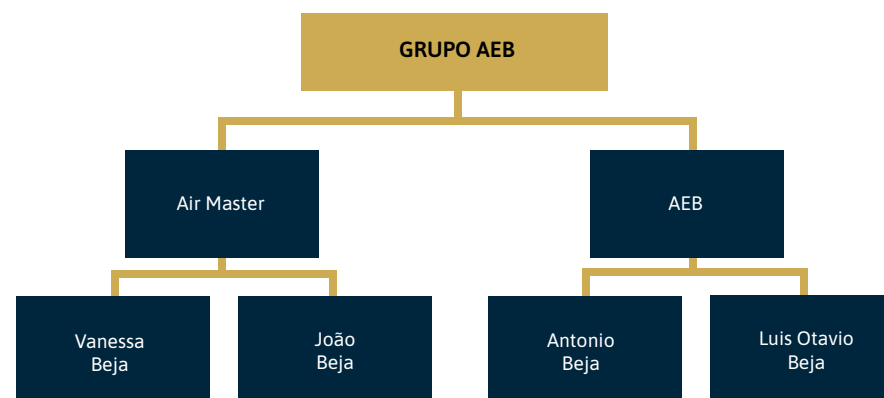 GRUPO AEB
Air Master
AEB
Vanessa
Beja
João
Beja
Antonio
Beja
Luis Otavio
Beja